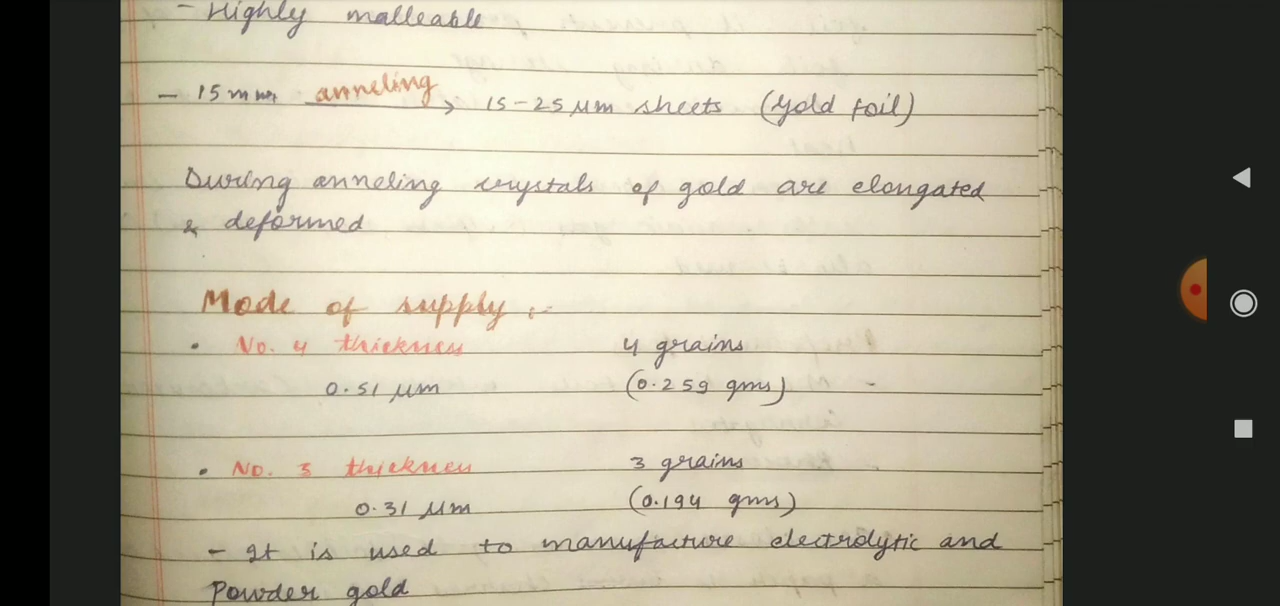 - Highly malleable
- 15 mm anneling > 15-25 μm sheets (Gold foil)
During anneling crystals of gold are elongated
& deformed
Mode of supply :-
• No. 4 thickness 4 grains
0.51 μm (0.259 gms)
• No. 3 thickness 3 grains
0.31 μm (0.194 gms)
- It is used to manufacture electrolytic and
Powder gold